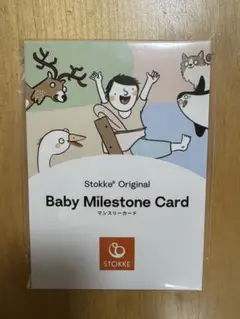 Stokke® Original
Baby Milestone Card
マンスリーカード
STOKKE